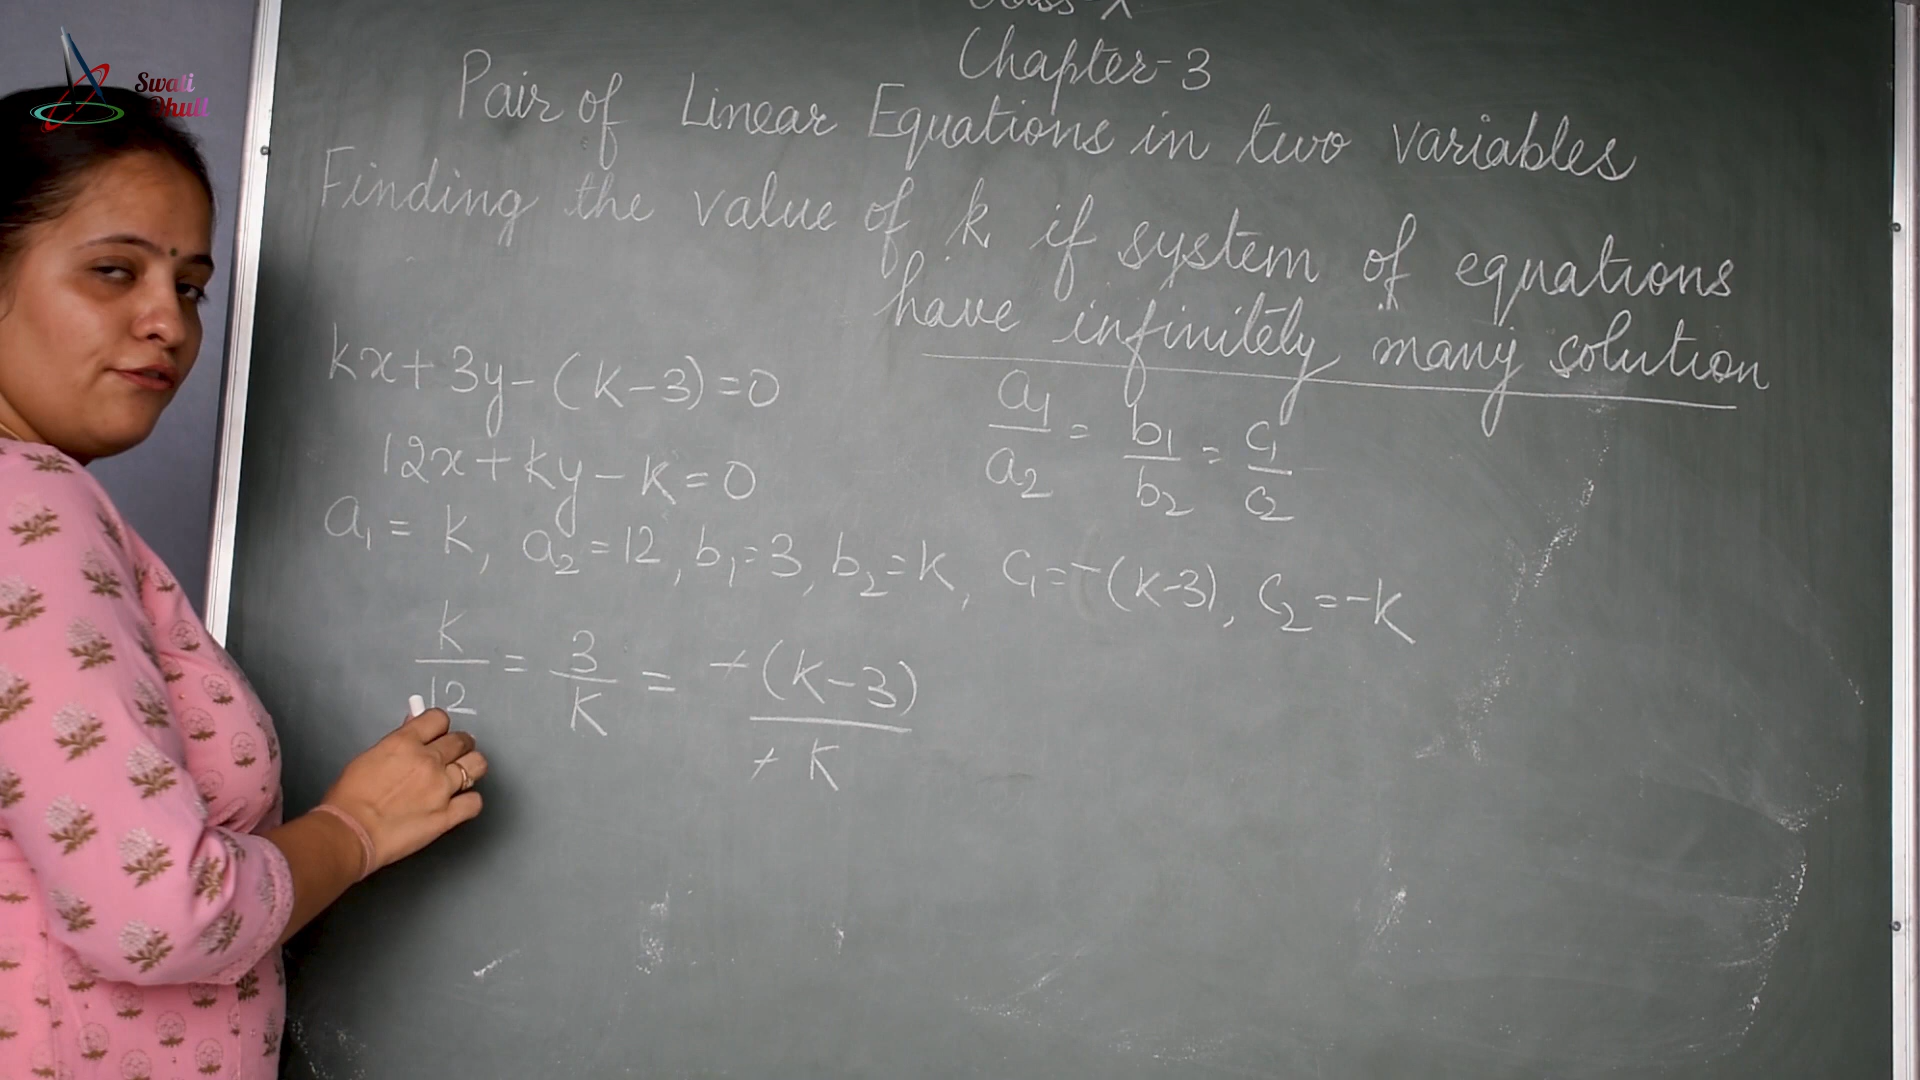 Swati
Dhull
Class-X
Chapter-3
Pair of Linear Equations in two variables
Finding the value of k if system of equations
have infinitely many solution
kx+3y-(k-3)=0
12x+ky-k=0
a₁/a₂ = b₁/b₂ = c₁/c₂
a₁=k, a₂=12, b₁=3, b₂=k, c₁=-(k-3), c₂=-k
k/12 = 3/k = -(k-3)/-k